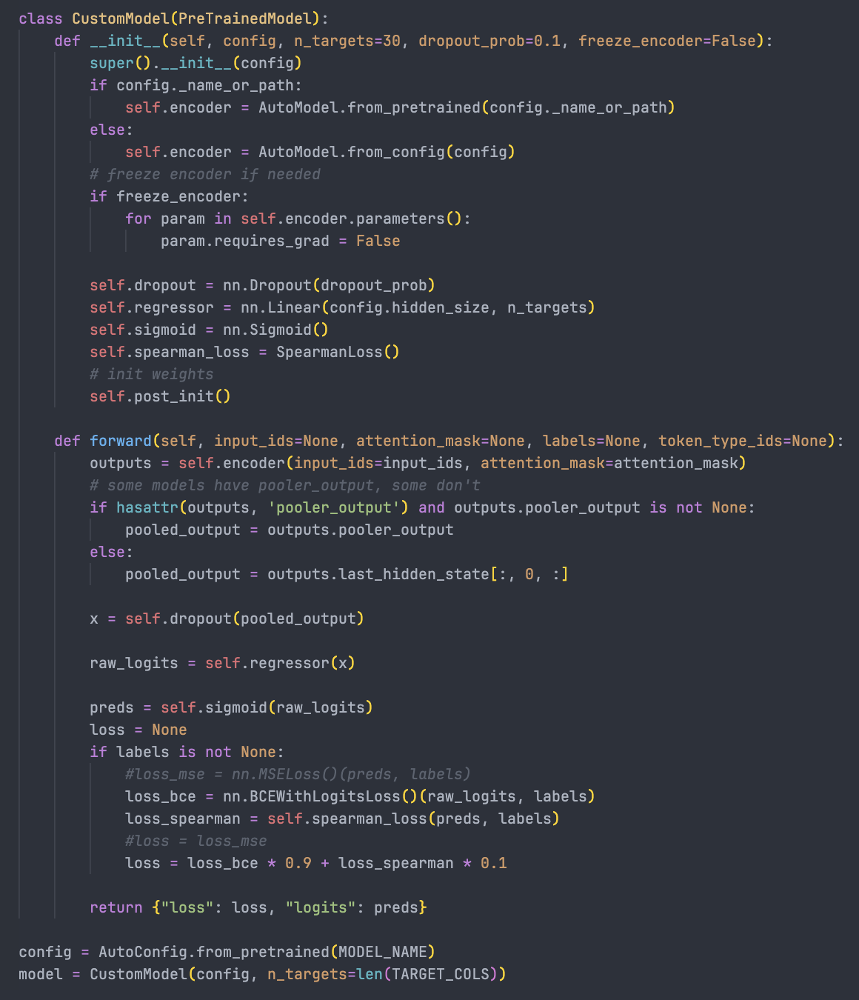 class CustomModel(PreTrainedModel):
    def __init__(self, config, n_targets=30, dropout_prob=0.1, freeze_encoder=False):
        super().__init__(config)
        if config._name_or_path:
            self.encoder = AutoModel.from_pretrained(config._name_or_path)
        else:
            self.encoder = AutoModel.from_config(config)
        # freeze encoder if needed
        if freeze_encoder:
            for param in self.encoder.parameters():
                param.requires_grad = False

        self.dropout = nn.Dropout(dropout_prob)
        self.regressor = nn.Linear(config.hidden_size, n_targets)
        self.sigmoid = nn.Sigmoid()
        self.spearman_loss = SpearmanLoss()
        # init weights
        self.post_init()

    def forward(self, input_ids=None, attention_mask=None, labels=None, token_type_ids=None):
        outputs = self.encoder(input_ids=input_ids, attention_mask=attention_mask)
        # some models have pooler_output, some don't
        if hasattr(outputs, 'pooler_output') and outputs.pooler_output is not None:
            pooled_output = outputs.pooler_output
        else:
            pooled_output = outputs.last_hidden_state[:, 0, :]

        x = self.dropout(pooled_output)

        raw_logits = self.regressor(x)

        preds = self.sigmoid(raw_logits)
        loss = None
        if labels is not None:
            #loss_mse = nn.MSELoss()(preds, labels)
            loss_bce = nn.BCEWithLogitsLoss()(raw_logits, labels)
            loss_spearman = self.spearman_loss(preds, labels)
            #loss = loss_mse
            loss = loss_bce * 0.9 + loss_spearman * 0.1

        return {"loss": loss, "logits": preds}

config = AutoConfig.from_pretrained(MODEL_NAME)
model = CustomModel(config, n_targets=len(TARGET_COLS))